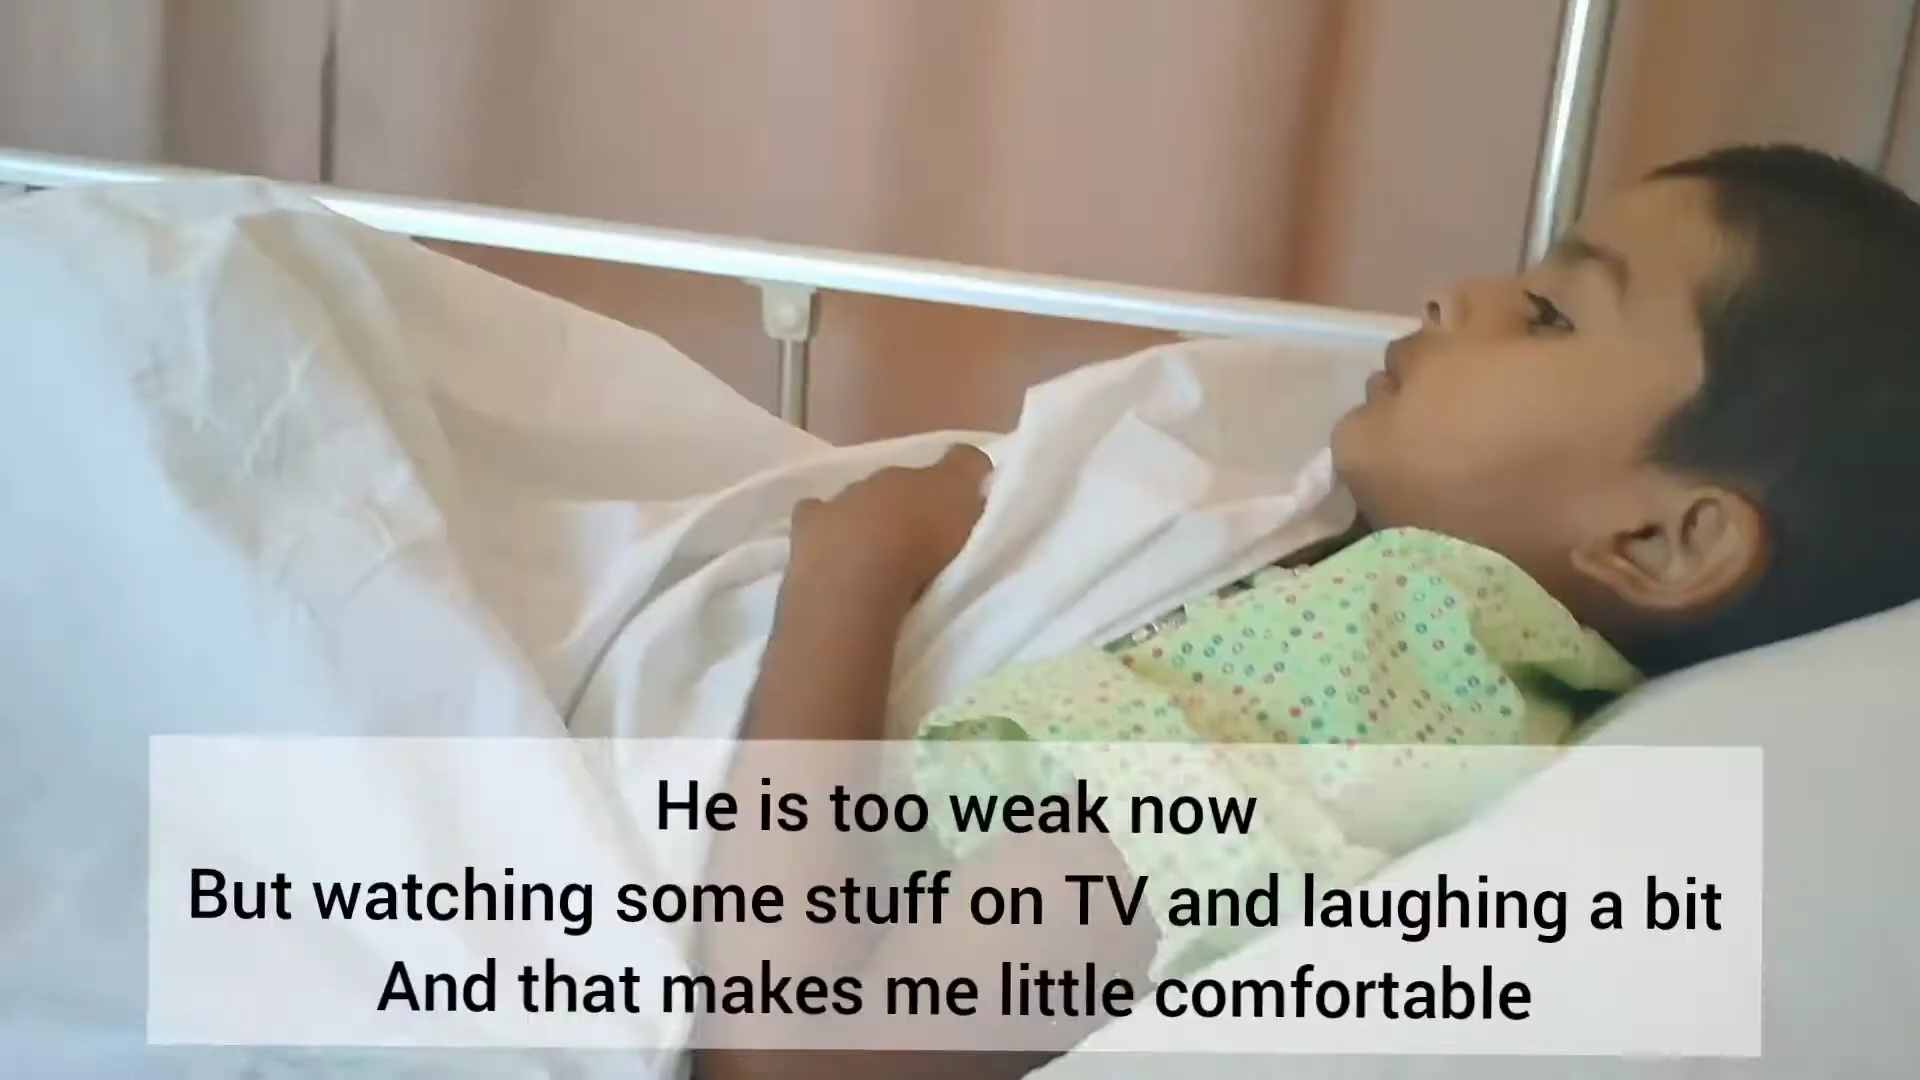 He is too weak now
But watching some stuff on TV and laughing a bit
And that makes me little comfortable